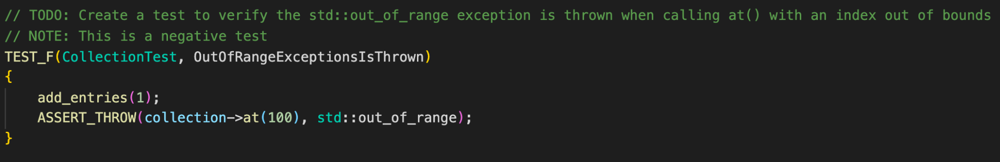 // TODO: Create a test to verify the std::out_of_range exception is thrown when calling at() with an index out of bounds
// NOTE: This is a negative test
TEST_F(CollectionTest, OutOfRangeExceptionsIsThrown)
{
    add_entries(1);
    ASSERT_THROW(collection->at(100), std::out_of_range);
}